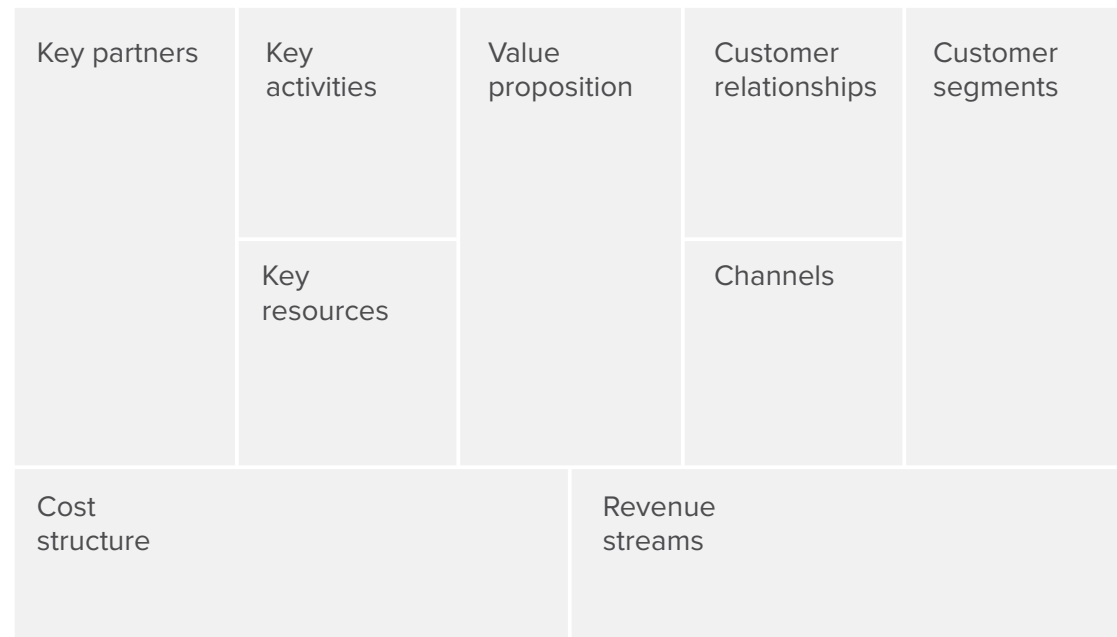 Key partners
Key
activities
Key
resources
Value
proposition
Customer
relationships
Channels
Customer
segments
Cost
structure
Revenue
streams